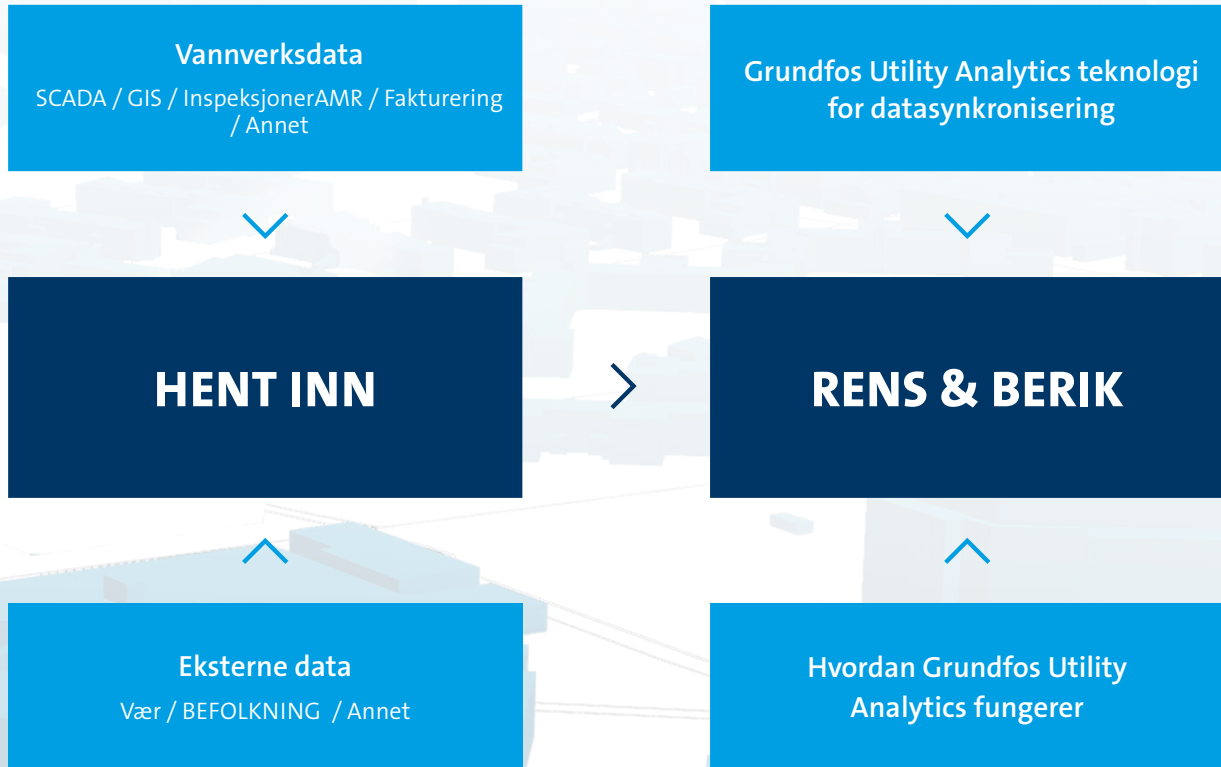 Vannverksdata
SCADA / GIS / InspeksjonerAMR / Fakturering
/ Annet
Grundfos Utility Analytics teknologi
for datasynkronisering
HENT INN
RENS & BERIK
Eksterne data
Vær / BEFOLKNING / Annet
Hvordan Grundfos Utility
Analytics fungerer